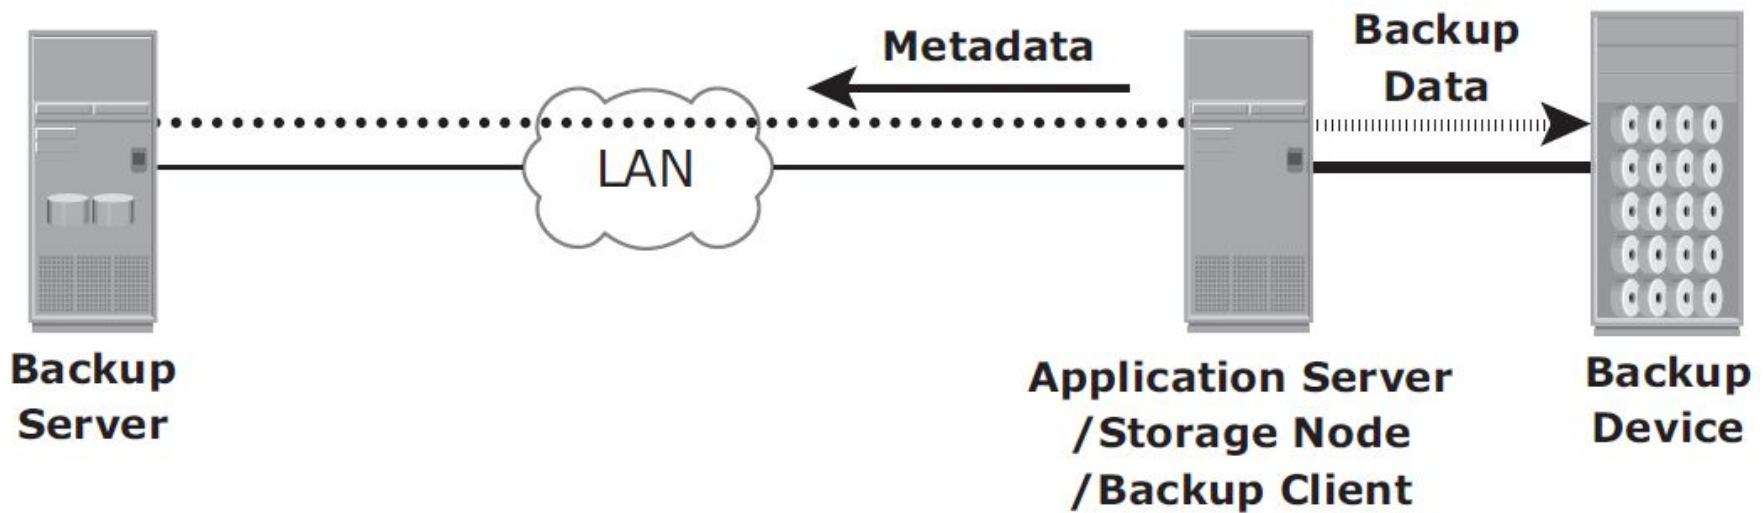 Metadata
Backup
Data
LAN
Backup
Server
Application Server
/Storage Node
/Backup Client
Backup
Device